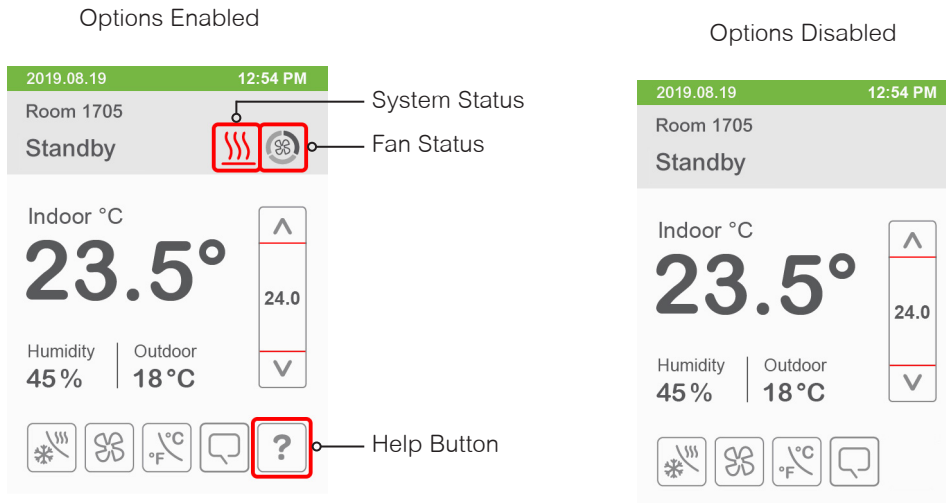 Options Enabled
2019.08.19 12:54 PM
Room 1705
Standby
System Status
Fan Status
Indoor °C
23.5°
24.0
Humidity Outdoor
45% 18°C
°C
°F
?
Help Button
Options Disabled
2019.08.19 12:54 PM
Room 1705
Standby
Indoor °C
23.5°
24.0
Humidity Outdoor
45% 18°C
°C
°F